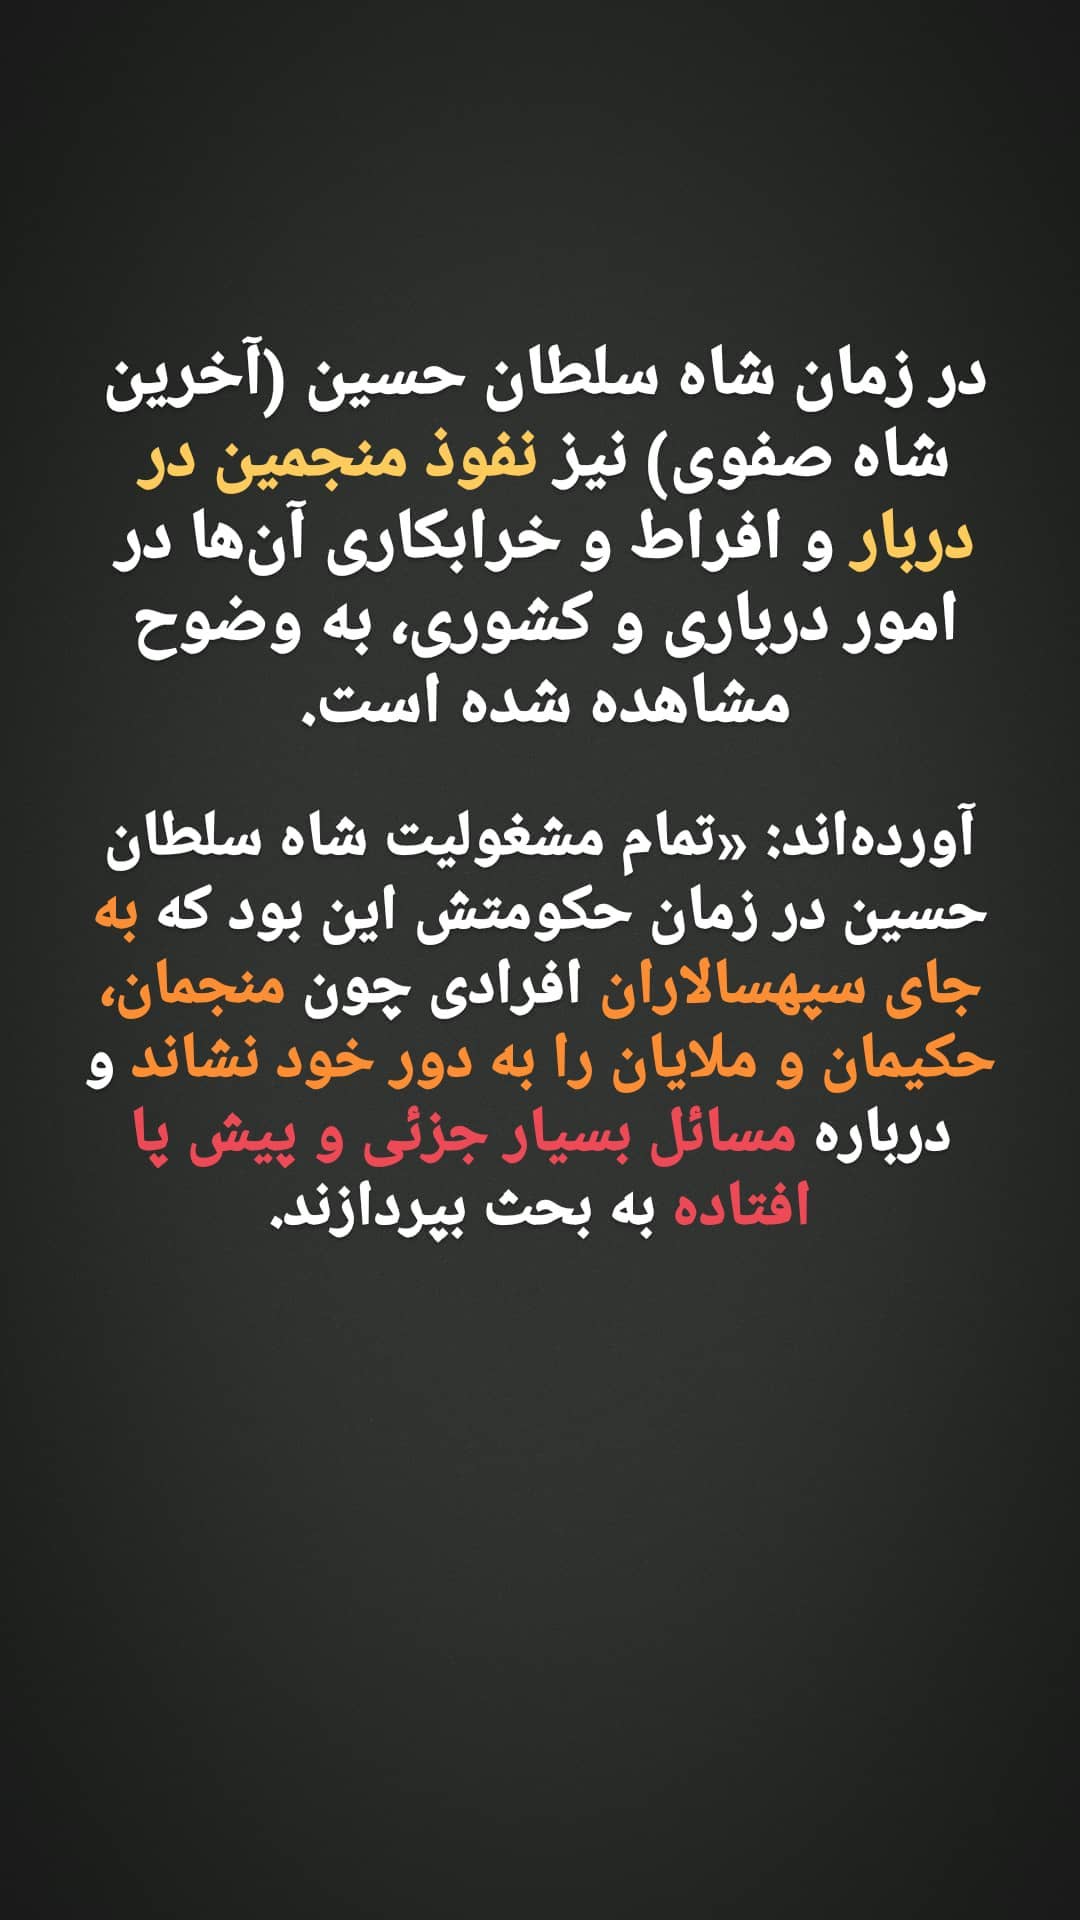 در زمان شاه سلطان حسین (آخرین
شاه صفوی) نیز نفوذ منجمین در
دربار و افراط و خرابکاری آن‌ها در
امور درباری و کشوری، به وضوح
مشاهده شده است.
آورده‌اند: «تمام مشغولیت شاه سلطان
حسین در زمان حکومتش این بود که به
جای سپهسالاران افرادی چون منجمان،
حکیمان و ملایان را به دور خود نشاند و
درباره مسائل بسیار جزئی و پیش پا
افتاده به بحث بپردازند.